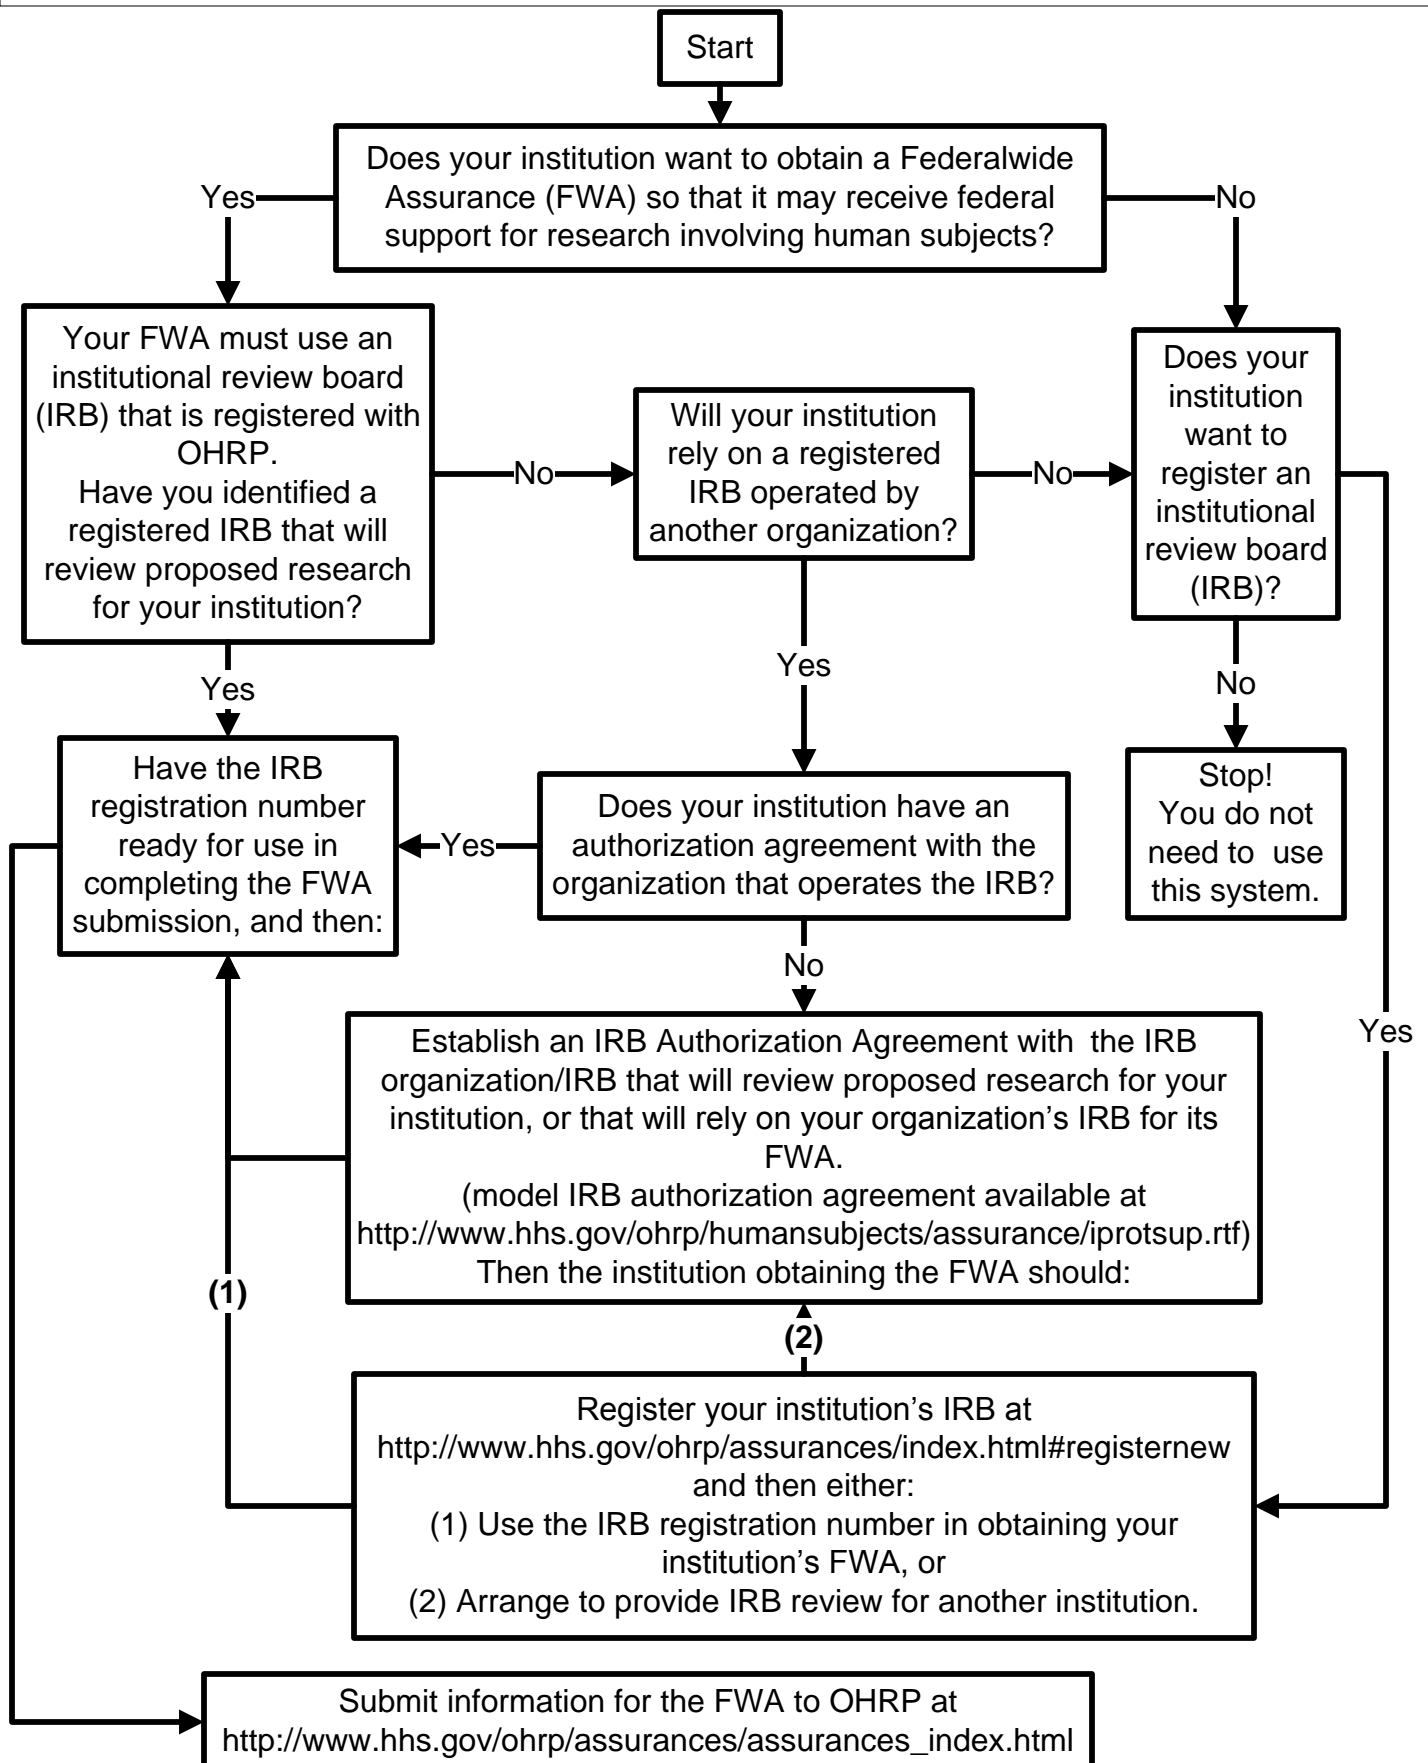 Start
Does your institution want to obtain a Federalwide
Assurance (FWA) so that it may receive federal
support for research involving human subjects?
Yes
No
Your FWA must use an
institutional review board
(IRB) that is registered with
OHRP.
Have you identified a
registered IRB that will
review proposed research
for your institution?
No
Will your institution
rely on a registered
IRB operated by
another organization?
No
Does your
institution
want to
register an
institutional
review board
(IRB)?
Yes
Yes
No
Have the IRB
registration number
ready for use in
completing the FWA
submission, and then:
Yes
Does your institution have an
authorization agreement with the
organization that operates the IRB?
Stop!
You do not
need to  use
this system.
No
Yes
Establish an IRB Authorization Agreement with  the IRB
organization/IRB that will review proposed research for your
institution, or that will rely on your organization’s IRB for its
FWA.
(model IRB authorization agreement available at
http://www.hhs.gov/ohrp/humansubjects/assurance/iprotsup.rtf)
Then the institution obtaining the FWA should:
(1)
(2)
Register your institution’s IRB at
http://www.hhs.gov/ohrp/assurances/index.html#registernew
and then either:
(1) Use the IRB registration number in obtaining your
institution’s FWA, or
(2) Arrange to provide IRB review for another institution.
Submit information for the FWA to OHRP at
http://www.hhs.gov/ohrp/assurances/assurances_index.html